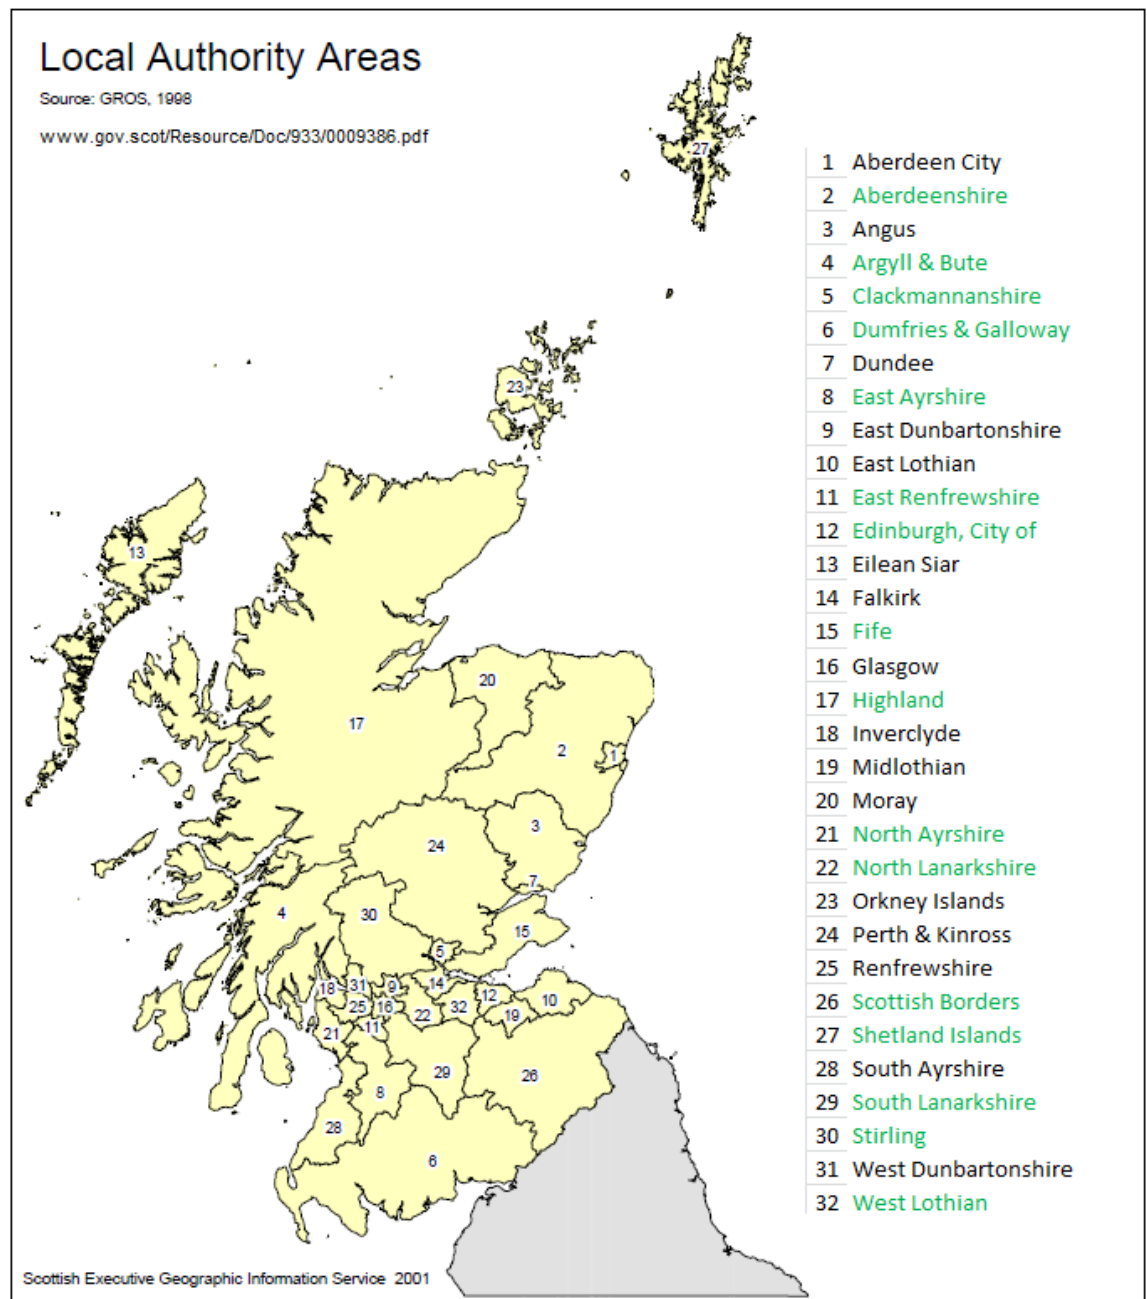 Local Authority Areas
Source: GROS, 1998
www.gov.scot/Resource/Doc/933/0009386.pdf
1 Aberdeen City
2 Aberdeenshire
3 Angus
4 Argyll & Bute
5 Clackmannanshire
6 Dumfries & Galloway
7 Dundee
8 East Ayrshire
9 East Dunbartonshire
10 East Lothian
11 East Renfrewshire
12 Edinburgh, City of
13 Eilean Siar
14 Falkirk
15 Fife
16 Glasgow
17 Highland
18 Inverclyde
19 Midlothian
20 Moray
21 North Ayrshire
22 North Lanarkshire
23 Orkney Islands
24 Perth & Kinross
25 Renfrewshire
26 Scottish Borders
27 Shetland Islands
28 South Ayrshire
29 South Lanarkshire
30 Stirling
31 West Dunbartonshire
32 West Lothian
27
23
13
20
17
2
1
3
24
7
4
30
15
5
18
31
9
14
12
10
25
16
22
32
19
21
11
29
26
8
28
6
Scottish Executive Geographic Information Service 2001